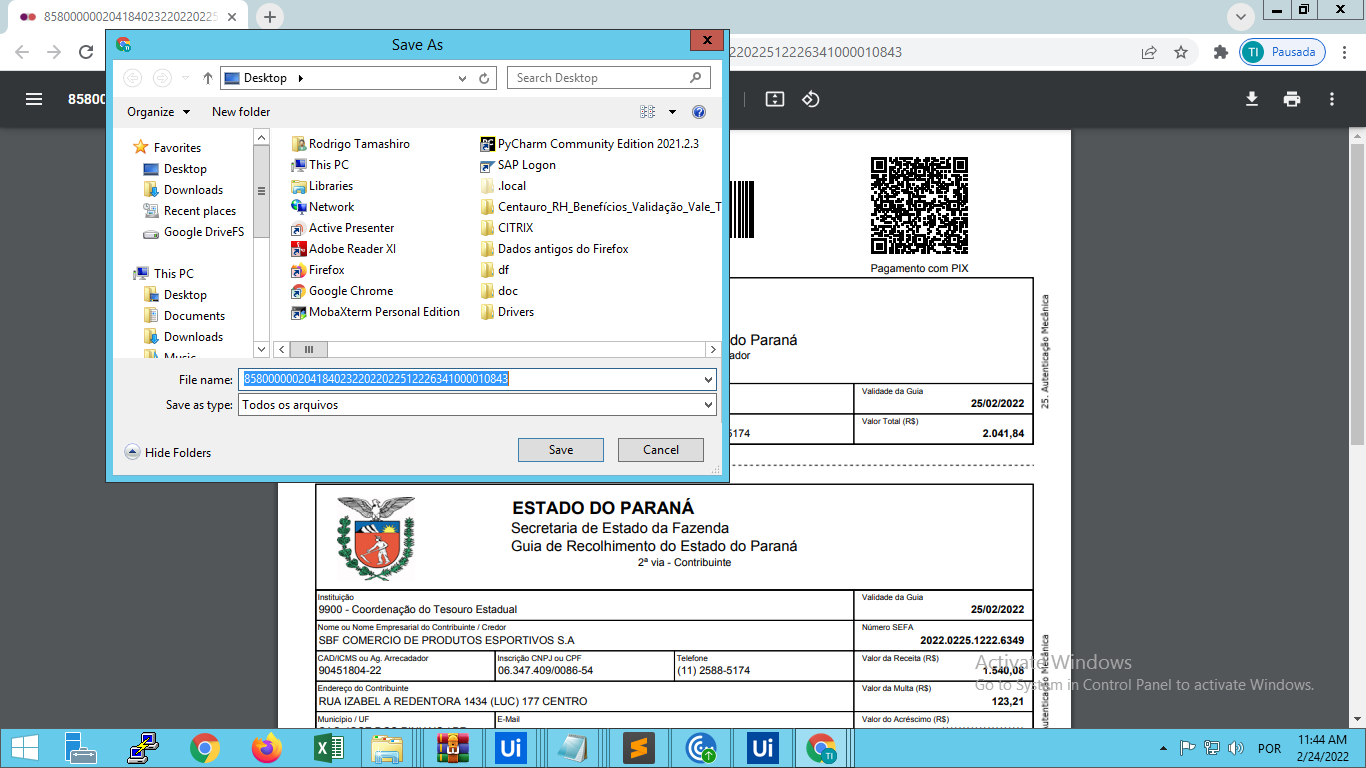 85800000020418402322022025
22022512226341000010843
TI
Pausada
8580
Save As
Desktop
Search Desktop
Organize
New folder
Favorites
Desktop
Downloads
Recent places
Google DriveFS
This PC
Desktop
Documents
Downloads
Music
Rodrigo Tamashiro
This PC
Libraries
Network
Active Presenter
Adobe Reader XI
Firefox
Google Chrome
MobaXterm Personal Edition
PyCharm Community Edition 2021.2.3
SAP Logon
.local
Centauro_RH_Benefícios_Validação_Vale_T
CITRIX
Dados antigos do Firefox
df
doc
Drivers
File name: 85800000020418402322022022512226341000010843
Save as type: Todos os arquivos
Hide Folders
Save
Cancel
Pagamento com PIX
do Paraná
ador
Validade da Guia
25/02/2022
5174
Valor Total (R$)
2.041,84
25. Autenticação Mecânica
ESTADO DO PARANÁ
Secretaria de Estado da Fazenda
Guia de Recolhimento do Estado do Paraná
2ª via - Contribuinte
Instituição
9900 - Coordenação do Tesouro Estadual
Validade da Guia
25/02/2022
Nome ou Nome Empresarial do Contribuinte / Credor
SBF COMERCIO DE PRODUTOS ESPORTIVOS S.A
Número SEFA
2022.0225.1222.6349
CAD/ICMS ou Ag. Arrecadador
90451804-22
Inscrição CNPJ ou CPF
06.347.409/0086-54
Telefone
(11) 2588-5174
Valor da Receita (R$)
1.540,08
Endereço do Contribuinte
RUA IZABEL A REDENTORA 1434 (LUC) 177 CENTRO
Valor da Multa (R$)
123,21
Município / UF
E-Mail
Valor do Acréscimo (R$)
utenticação Mecânica
Activate Windows
Go to System in Control Panel to activate Windows.
Ui
Ui
TI
POR
11:44 AM
2/24/2022